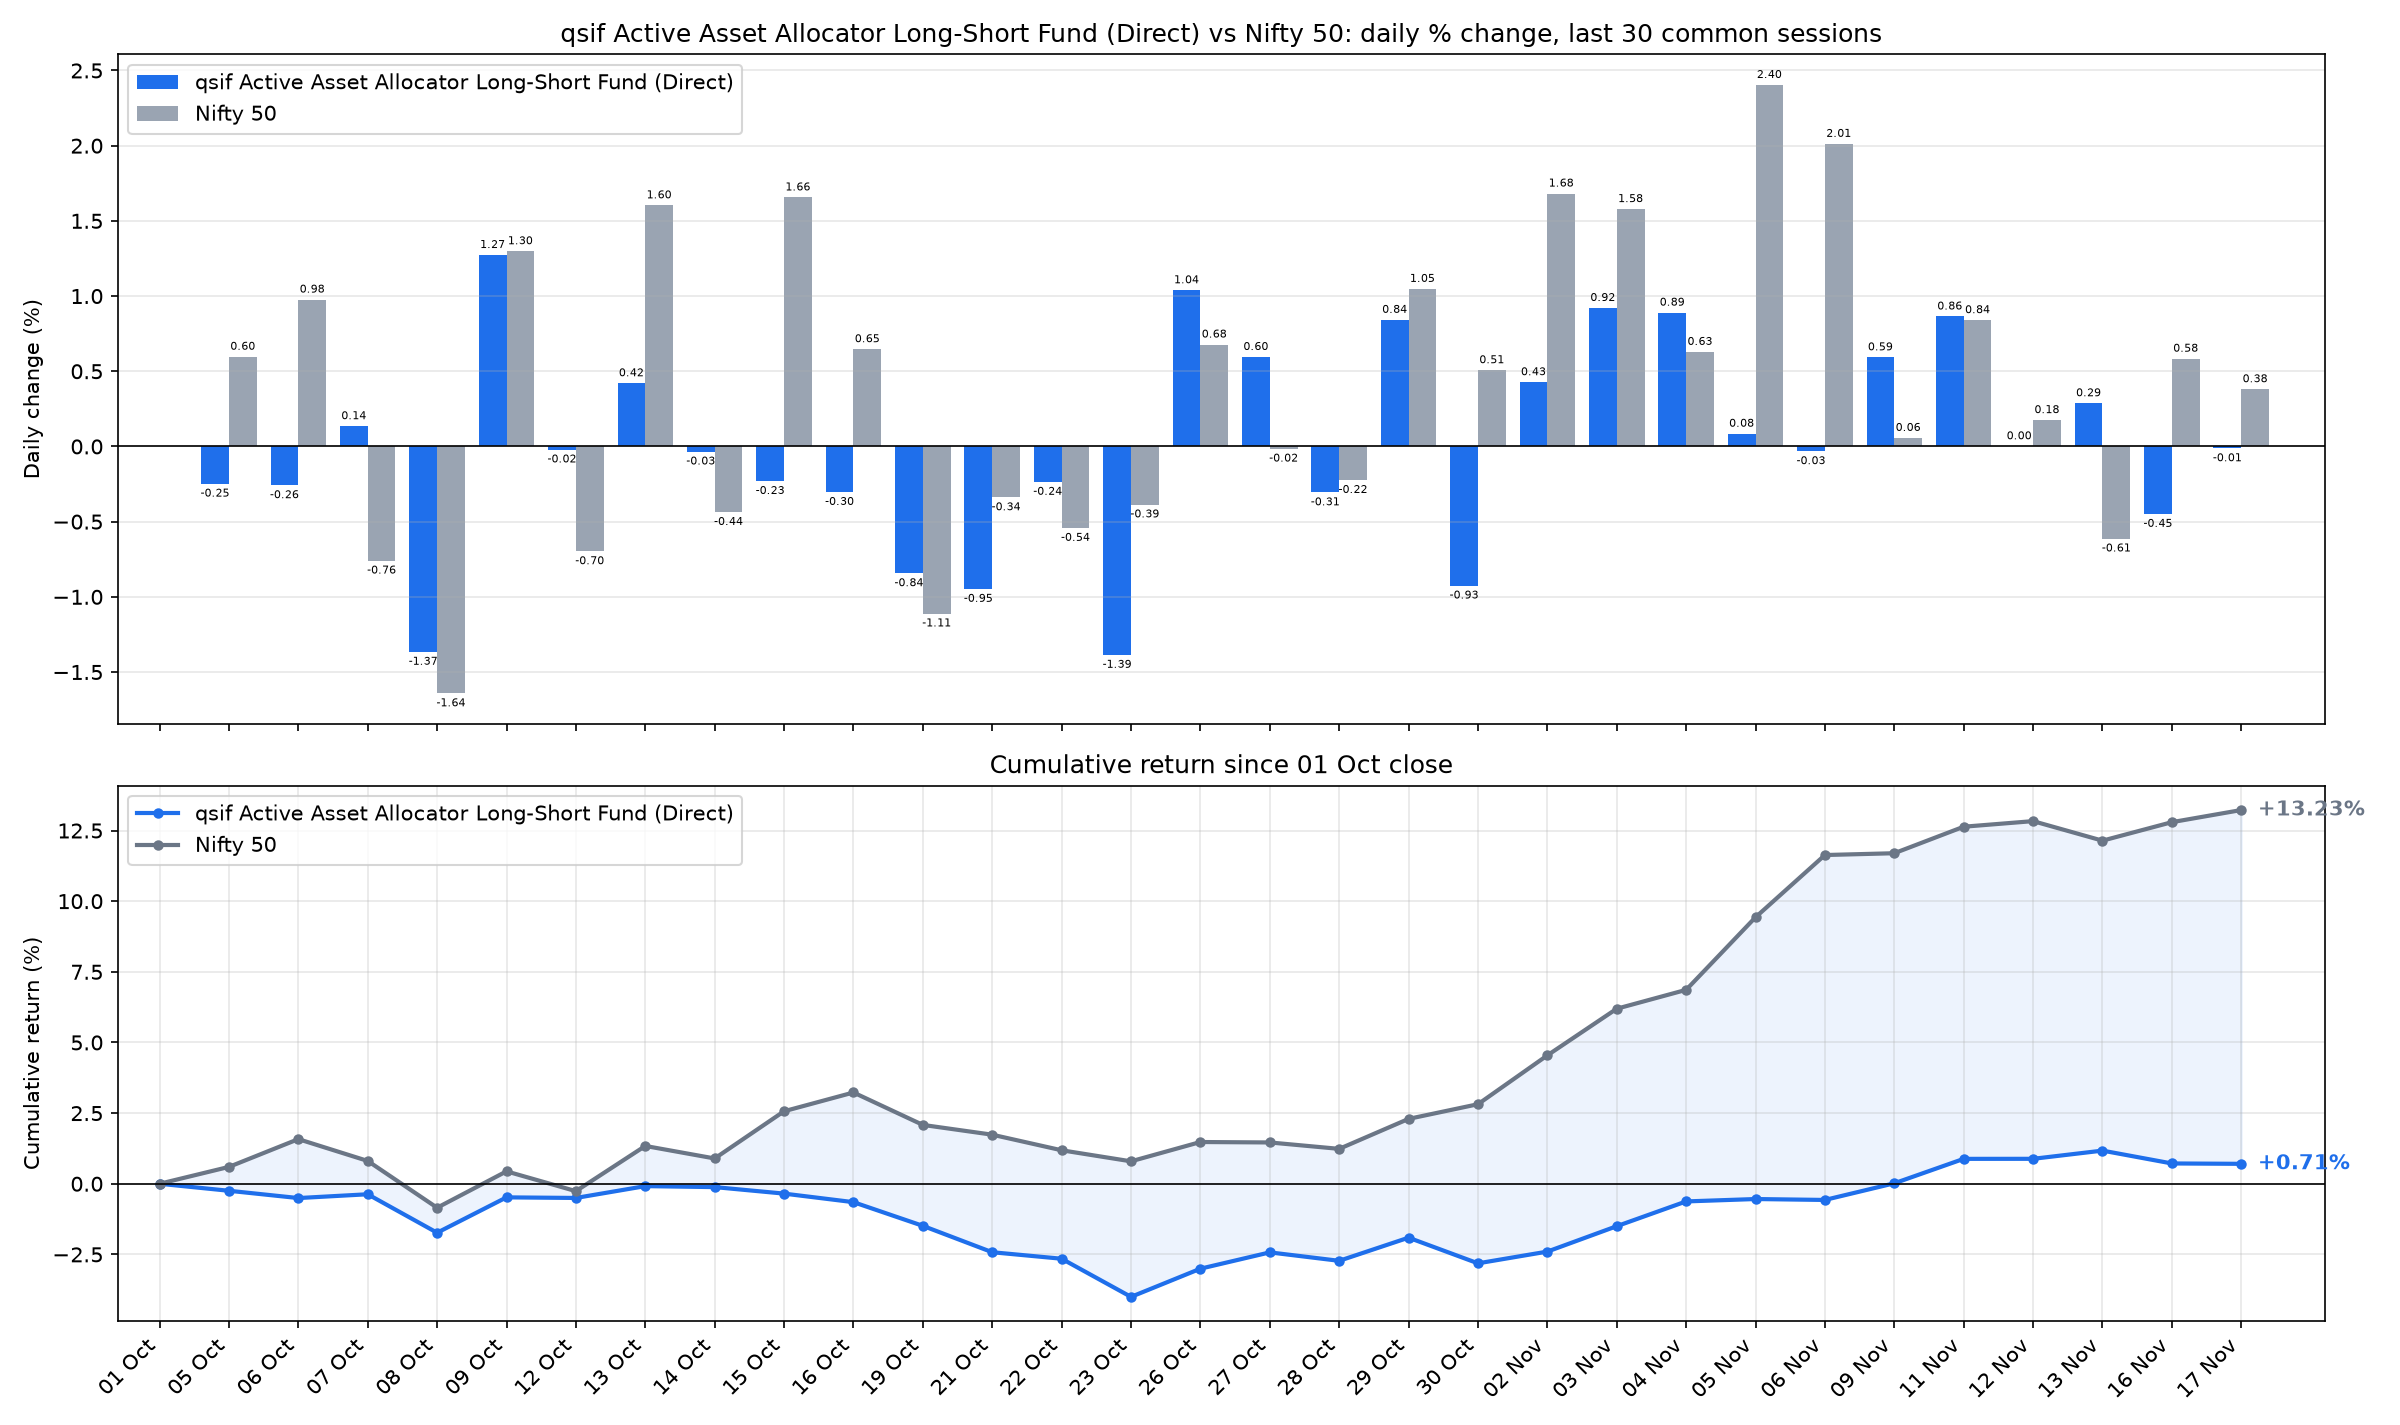 qsif Active Asset Allocator Long-Short Fund (Direct) vs Nifty 50: daily % change, last 30 common sessions
qsif Active Asset Allocator Long-Short Fund (Direct)
Nifty 50
Daily change (%)
2.5
2.0
1.5
1.0
0.5
0.0
−0.5
−1.0
−1.5
-0.25 0.60
-0.26 0.98
0.14 -0.76
-1.37 -1.64
1.27 1.30
-0.02 -0.70
0.42 1.60
-0.03 -0.44
-0.23 1.66
-0.30 0.65
-0.84 -1.11
-0.95 -0.34
-0.24 -0.54
-1.39 -0.39
1.04 0.68
0.60 -0.02
-0.31 -0.22
0.84 1.05
-0.93 0.51
0.43 1.68
0.92 1.58
0.89 0.63
0.08 2.40
-0.03 2.01
0.59 0.06
0.86 0.84
0.00 0.18
0.29 -0.61
-0.45 0.58
-0.01 0.38
Cumulative return since 01 Oct close
qsif Active Asset Allocator Long-Short Fund (Direct)
Nifty 50
Cumulative return (%)
12.5
10.0
7.5
5.0
2.5
0.0
−2.5
+13.23%
+0.71%
01 Oct
05 Oct
06 Oct
07 Oct
08 Oct
09 Oct
12 Oct
13 Oct
14 Oct
15 Oct
16 Oct
19 Oct
21 Oct
22 Oct
23 Oct
26 Oct
27 Oct
28 Oct
29 Oct
30 Oct
02 Nov
03 Nov
04 Nov
05 Nov
06 Nov
09 Nov
11 Nov
12 Nov
13 Nov
16 Nov
17 Nov